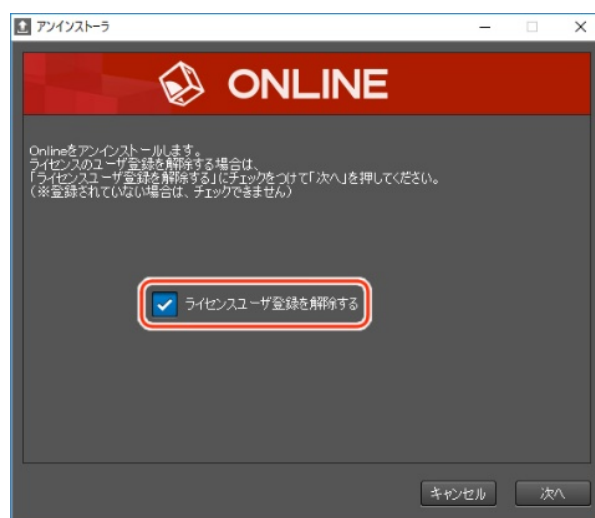 アンインストーラ
ONLINE
Onlineをアンインストールします。
ライセンスのユーザ登録を解除する場合は、
「ライセンスユーザ登録を解除する」にチェックをつけて「次へ」を押してください。
(※登録されていない場合は、チェックできません)
ライセンスユーザ登録を解除する
キャンセル
次へ